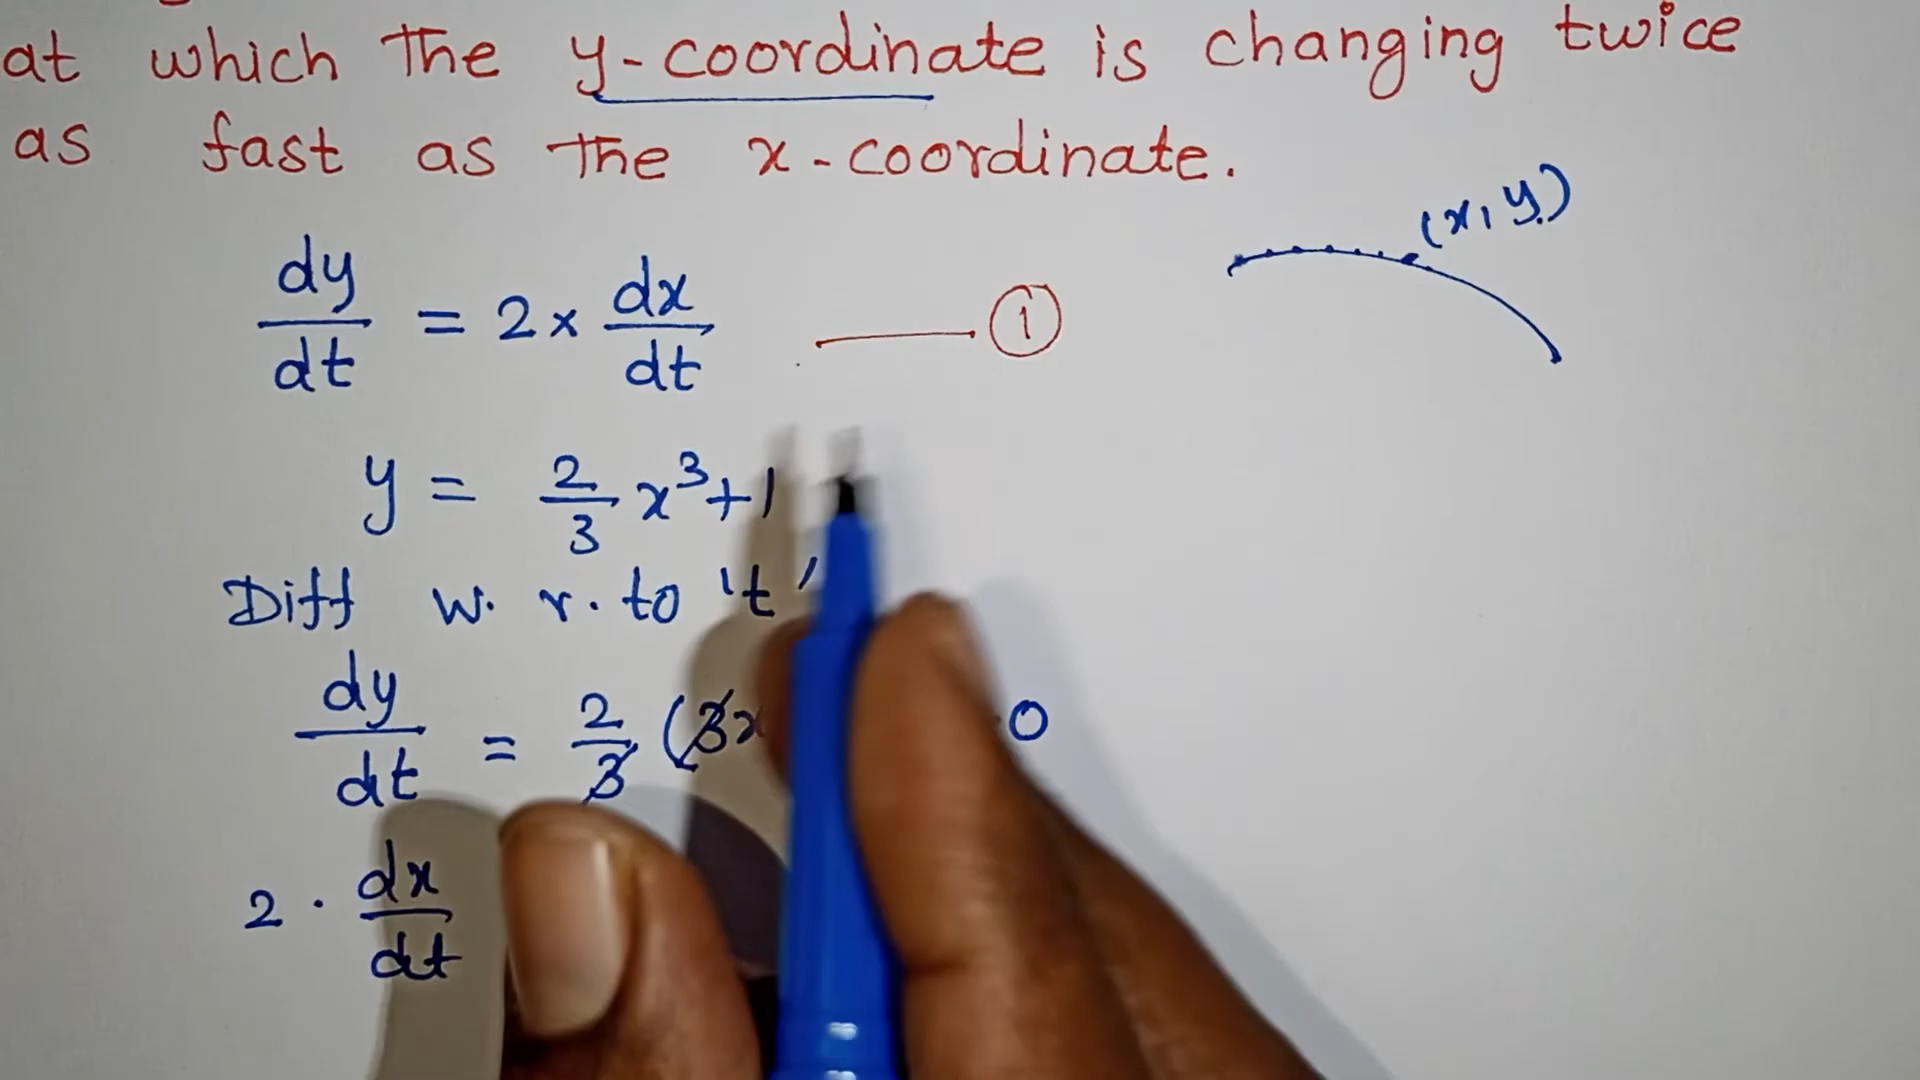 at which the y-coordinate is changing twice
as fast as the x-coordinate.
(x, y)
dy/dt = 2 × dx/dt ——— ①
y = 2/3 x³ + 1
Diff w. r. to 't'
dy/dt = 2/3 (3x 0
2 · dx/dt